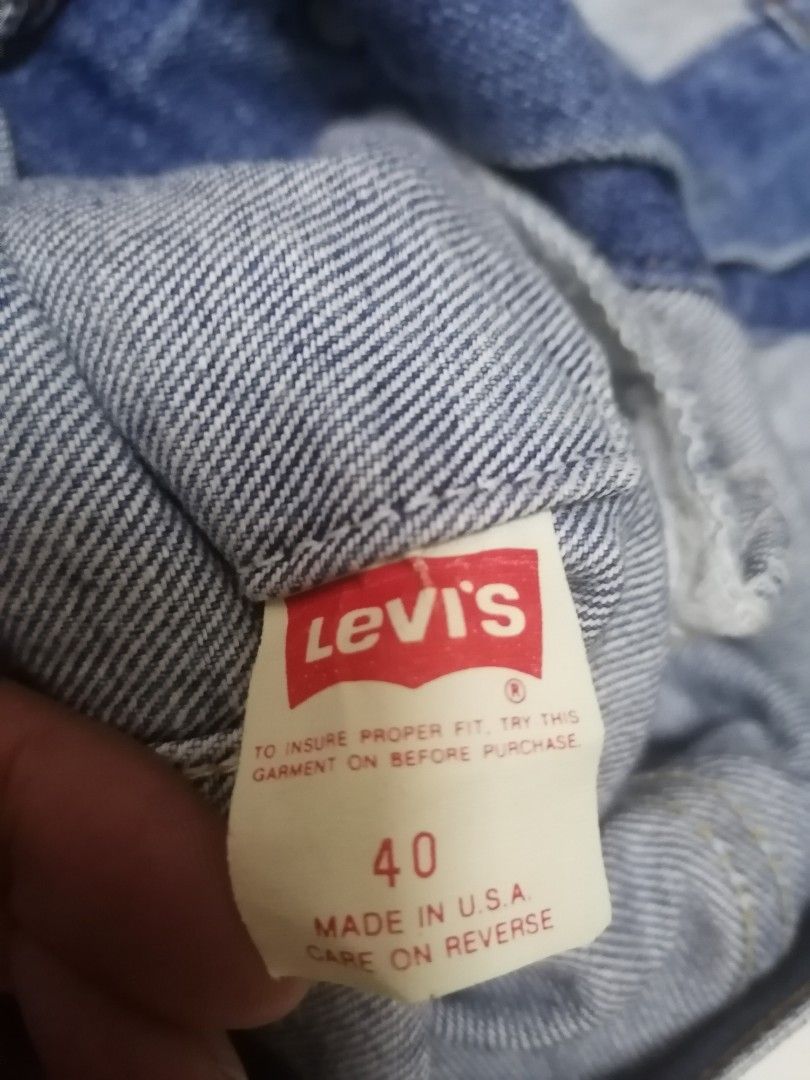 Levi's
®
TO INSURE PROPER FIT, TRY THIS
GARMENT ON BEFORE PURCHASE.
40
MADE IN U.S.A.
CARE ON REVERSE